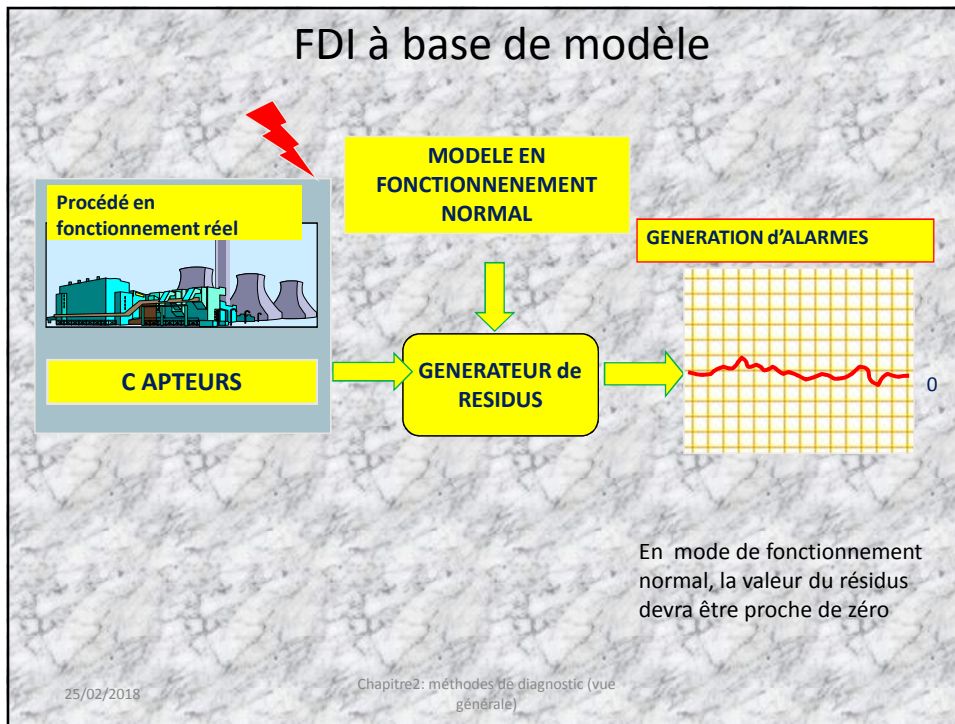 FDI à base de modèle
MODELE EN
FONCTIONNENEMENT
NORMAL
Procédé en
fonctionnement réel
GENERATION d'ALARMES
C APTEURS
GENERATEUR de
RESIDUS
0
En mode de fonctionnement
normal, la valeur du résidus
devra être proche de zéro
25/02/2018
Chapitre2: méthodes de diagnostic (vue
générale)